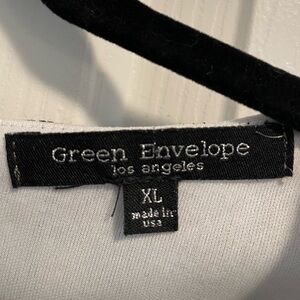 Green Envelope
los angeles
XL
made in
usa